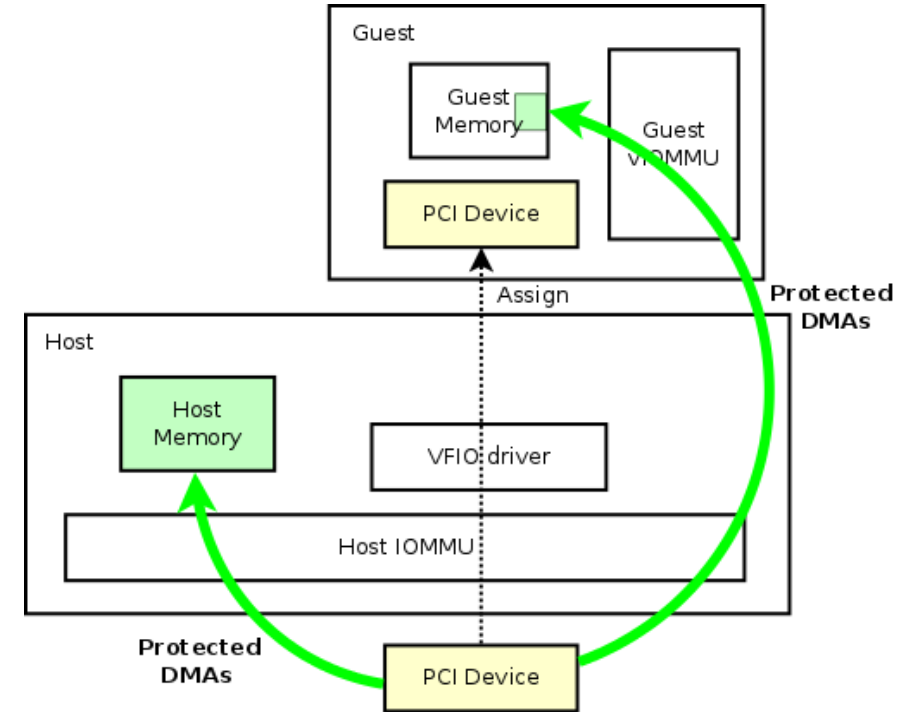 Guest
Guest
Memory
Guest
vIOMMU
PCI Device
Assign
Protected
DMAs
Host
Host
Memory
VFIO driver
Host IOMMU
Protected
DMAs
PCI Device